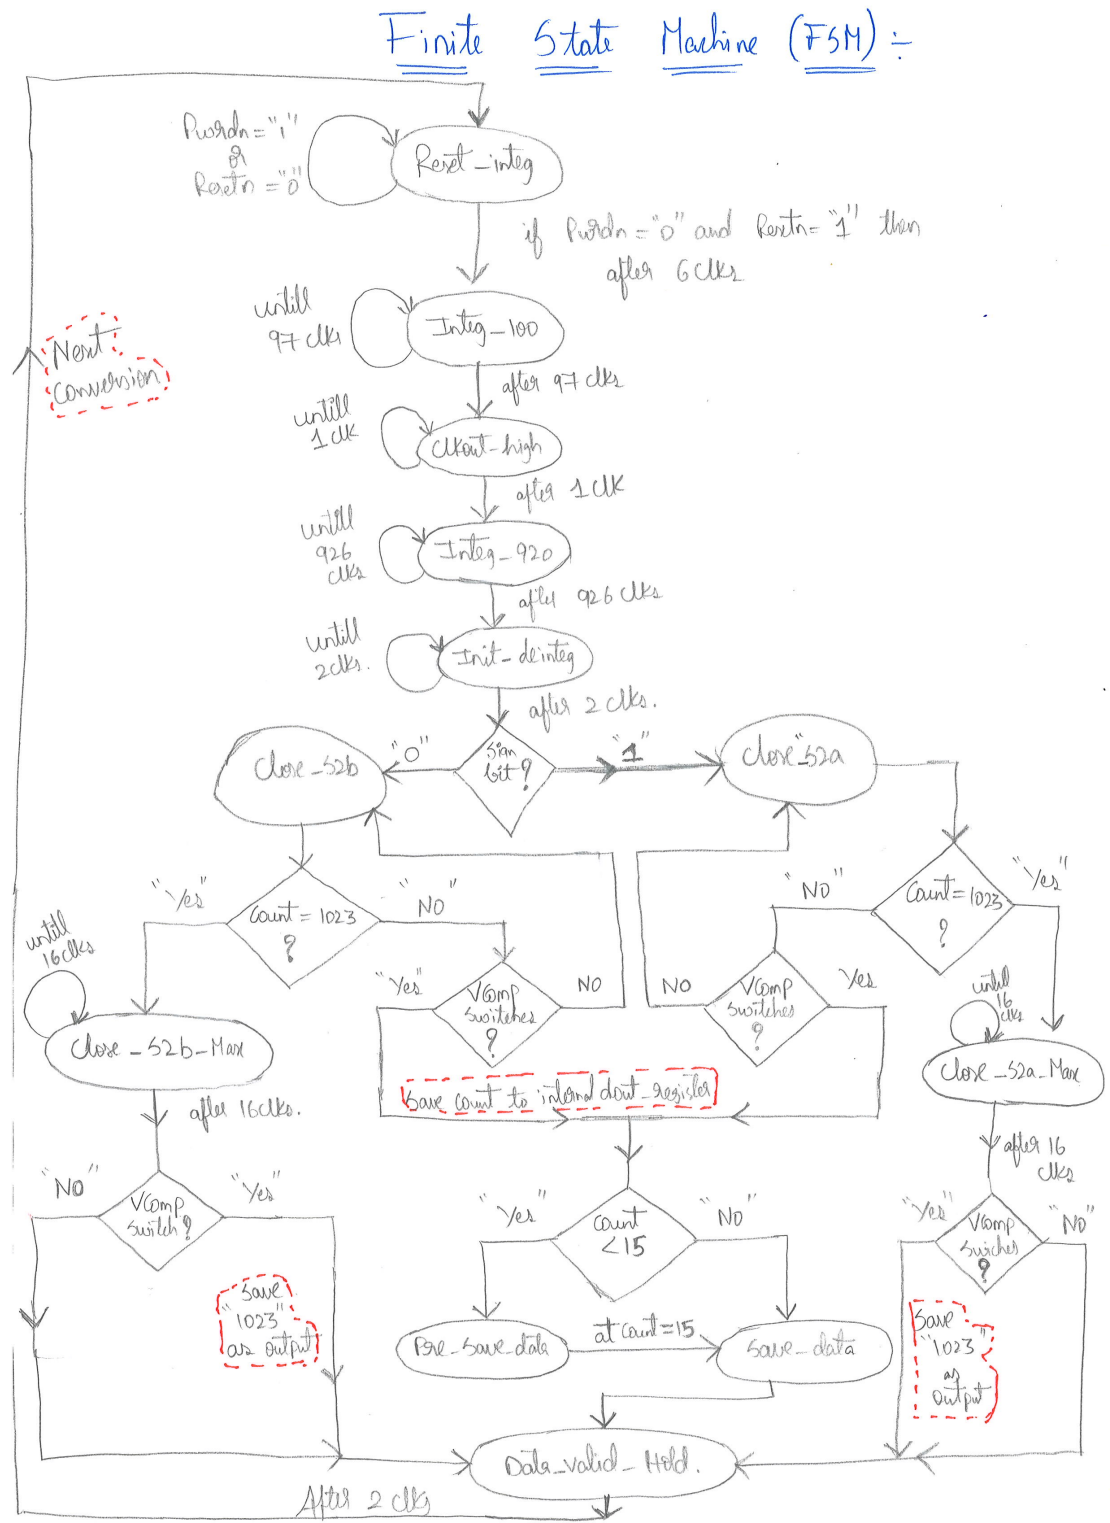 Finite State Machine (FSM) :-
Pwrdn = "1"
or
Resetn = "0"
Reset_integ
if Pwrdn = "0" and Resetn = "1" then
after 6 clks
untill
97 clks
Integ_100
after 97 clks
Next
conversion
untill
1 clk
Clkout_high
after 1 clk
untill
926
clks
Integ_920
after 926 clks
untill
2 clks.
Init_deinteg
after 2 clks.
Close_S2b
"0"
Sign
bit ?
"1"
Close_S2a
"Yes"
Count = 1023
?
"NO"
"NO"
Count = 1023
?
"Yes"
untill
16 clks
"Yes"
VComp
switches
?
NO
NO
VComp
switches
?
Yes
untill
16
clks
Close_S2b_Max
Close_S2a_Max
Save count to internal dout_register
after 16 clks.
after 16
clks
"NO"
VComp
switch ?
"Yes"
"Yes"
Count
<15
"NO"
"Yes"
VComp
swiches
?
"NO"
Save
"1023"
as output
Pre_Save_data
at count = 15
Save_data
Save
"1023"
as
output
Data_valid_Hold.
After 2 clks